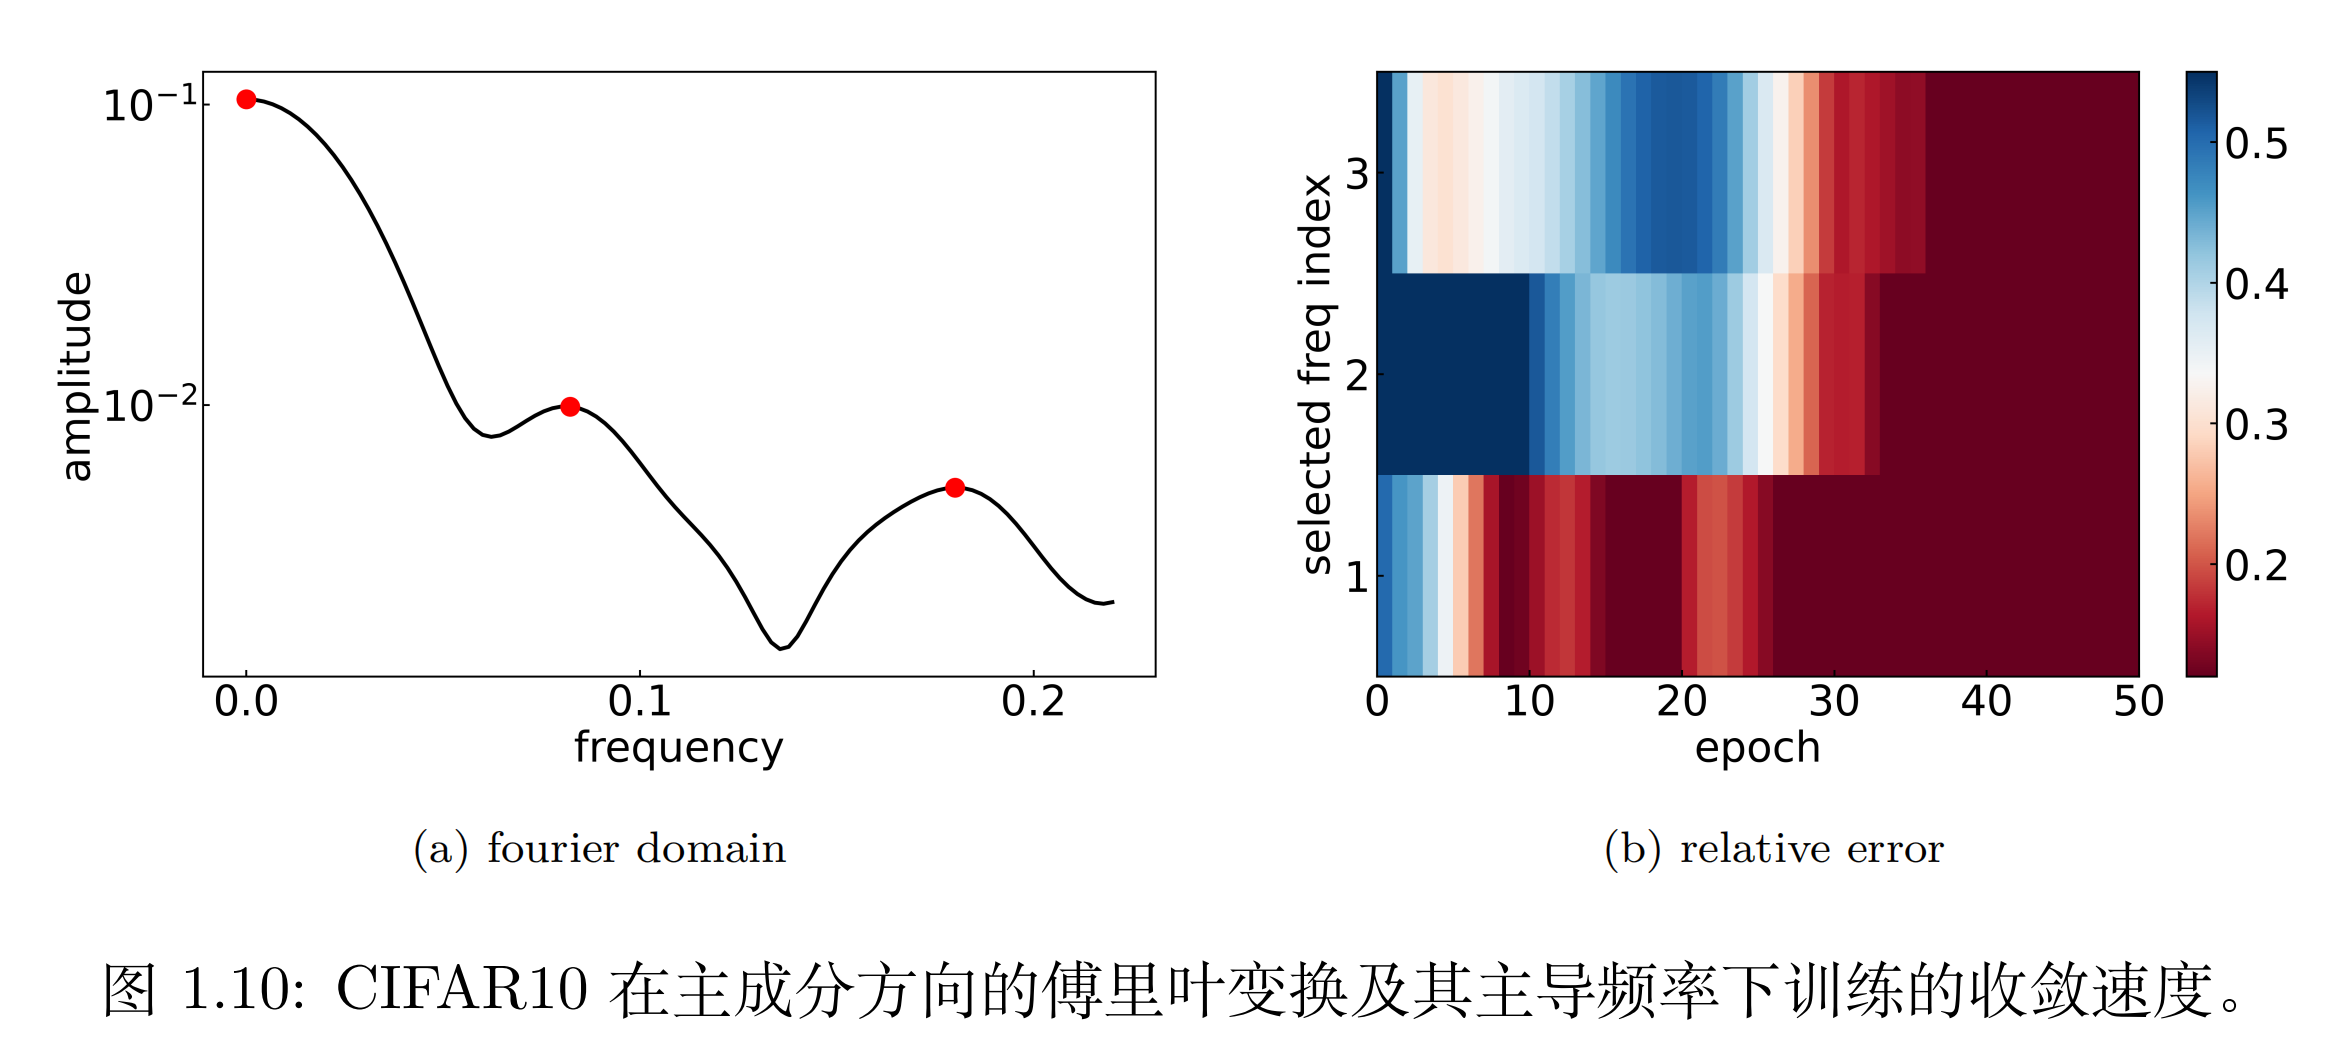 10⁻¹
10⁻²
amplitude
0.0 0.1 0.2
frequency
(a) fourier domain
3
2
1
selected freq index
0 10 20 30 40 50
epoch
0.5
0.4
0.3
0.2
(b) relative error
图 1.10: CIFAR10 在主成分方向的傅里叶变换及其主导频率下训练的收敛速度。